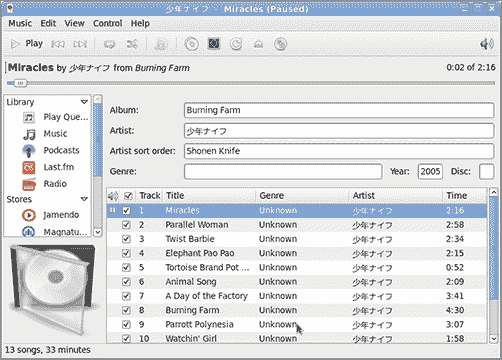 少年ナイフ - Miracles (Paused)
Music Edit View Control Help
Play
Miracles by 少年ナイフ from Burning Farm 0:02 of 2:16
Library
Play Que...
Music
Podcasts
Last.fm
Radio
Stores
Jamendo
Magnatu...
Album: Burning Farm
Artist: 少年ナイフ
Artist sort order: Shonen Knife
Genre: Year: 2005 Disc:
Track Title Genre Artist Time
1 Miracles Unknown 少年ナイフ 2:16
2 Parallel Woman Unknown 少年ナイフ 2:58
3 Twist Barbie Unknown 少年ナイフ 2:34
4 Elephant Pao Pao Unknown 少年ナイフ 2:15
5 Tortoise Brand Pot ... Unknown 少年ナイフ 0:52
6 Animal Song Unknown 少年ナイフ 2:09
7 A Day of the Factory Unknown 少年ナイフ 3:41
8 Burning Farm Unknown 少年ナイフ 4:30
9 Parrott Polynesia Unknown 少年ナイフ 3:07
10 Watchin' Girl Unknown 少年ナイフ 2:58
13 songs, 33 minutes